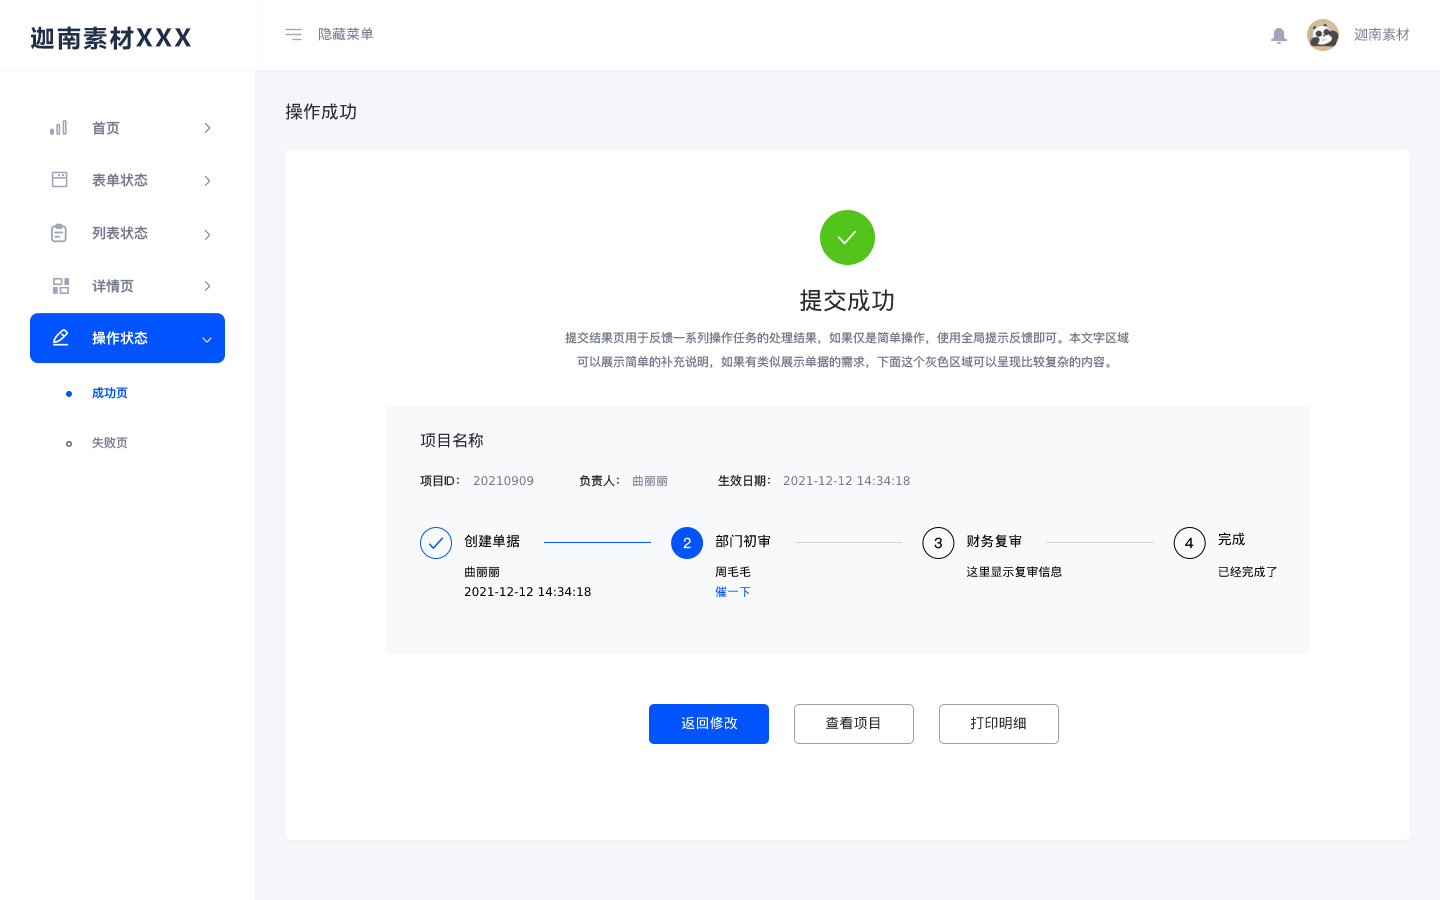 迦南素材XXX
隐藏菜单
迦南素材
首页
表单状态
列表状态
详情页
操作状态
成功页
失败页
操作成功
提交成功
提交结果页用于反馈一系列操作任务的处理结果，如果仅是简单操作，使用全局提示反馈即可。本文字区域
可以展示简单的补充说明，如果有类似展示单据的需求，下面这个灰色区域可以呈现比较复杂的内容。
项目名称
项目ID： 20210909 负责人： 曲丽丽 生效日期： 2021-12-12 14:34:18
创建单据 2 部门初审 3 财务复审 4 完成
曲丽丽 周毛毛 这里显示复审信息 已经完成了
2021-12-12 14:34:18 催一下
返回修改 查看项目 打印明细